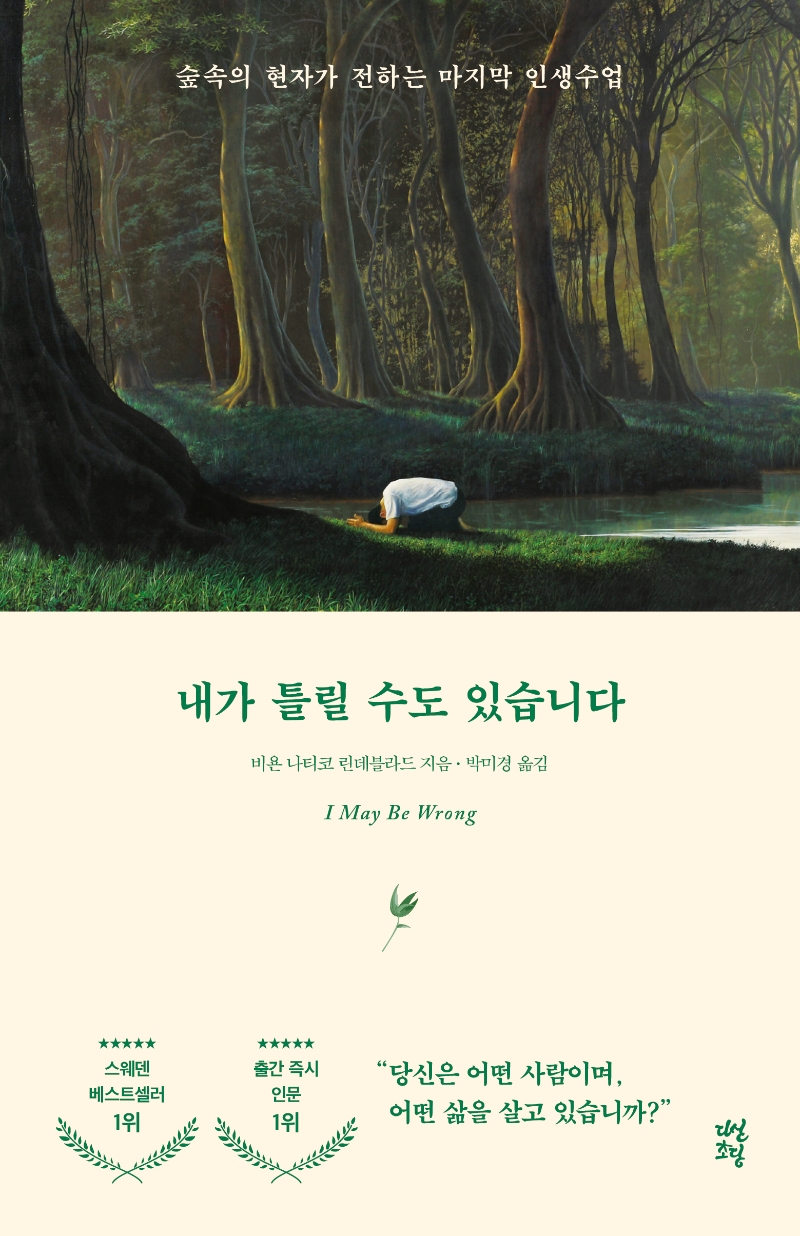 숲속의 현자가 전하는 마지막 인생수업
내가 틀릴 수도 있습니다
비욘 나티코 린데블라드 지음 · 박미경 옮김
I May Be Wrong
★★★★★
스웨덴
베스트셀러
1위
★★★★★
출간 즉시
인문
1위
“당신은 어떤 사람이며,
어떤 삶을 살고 있습니까?”
다산
초당